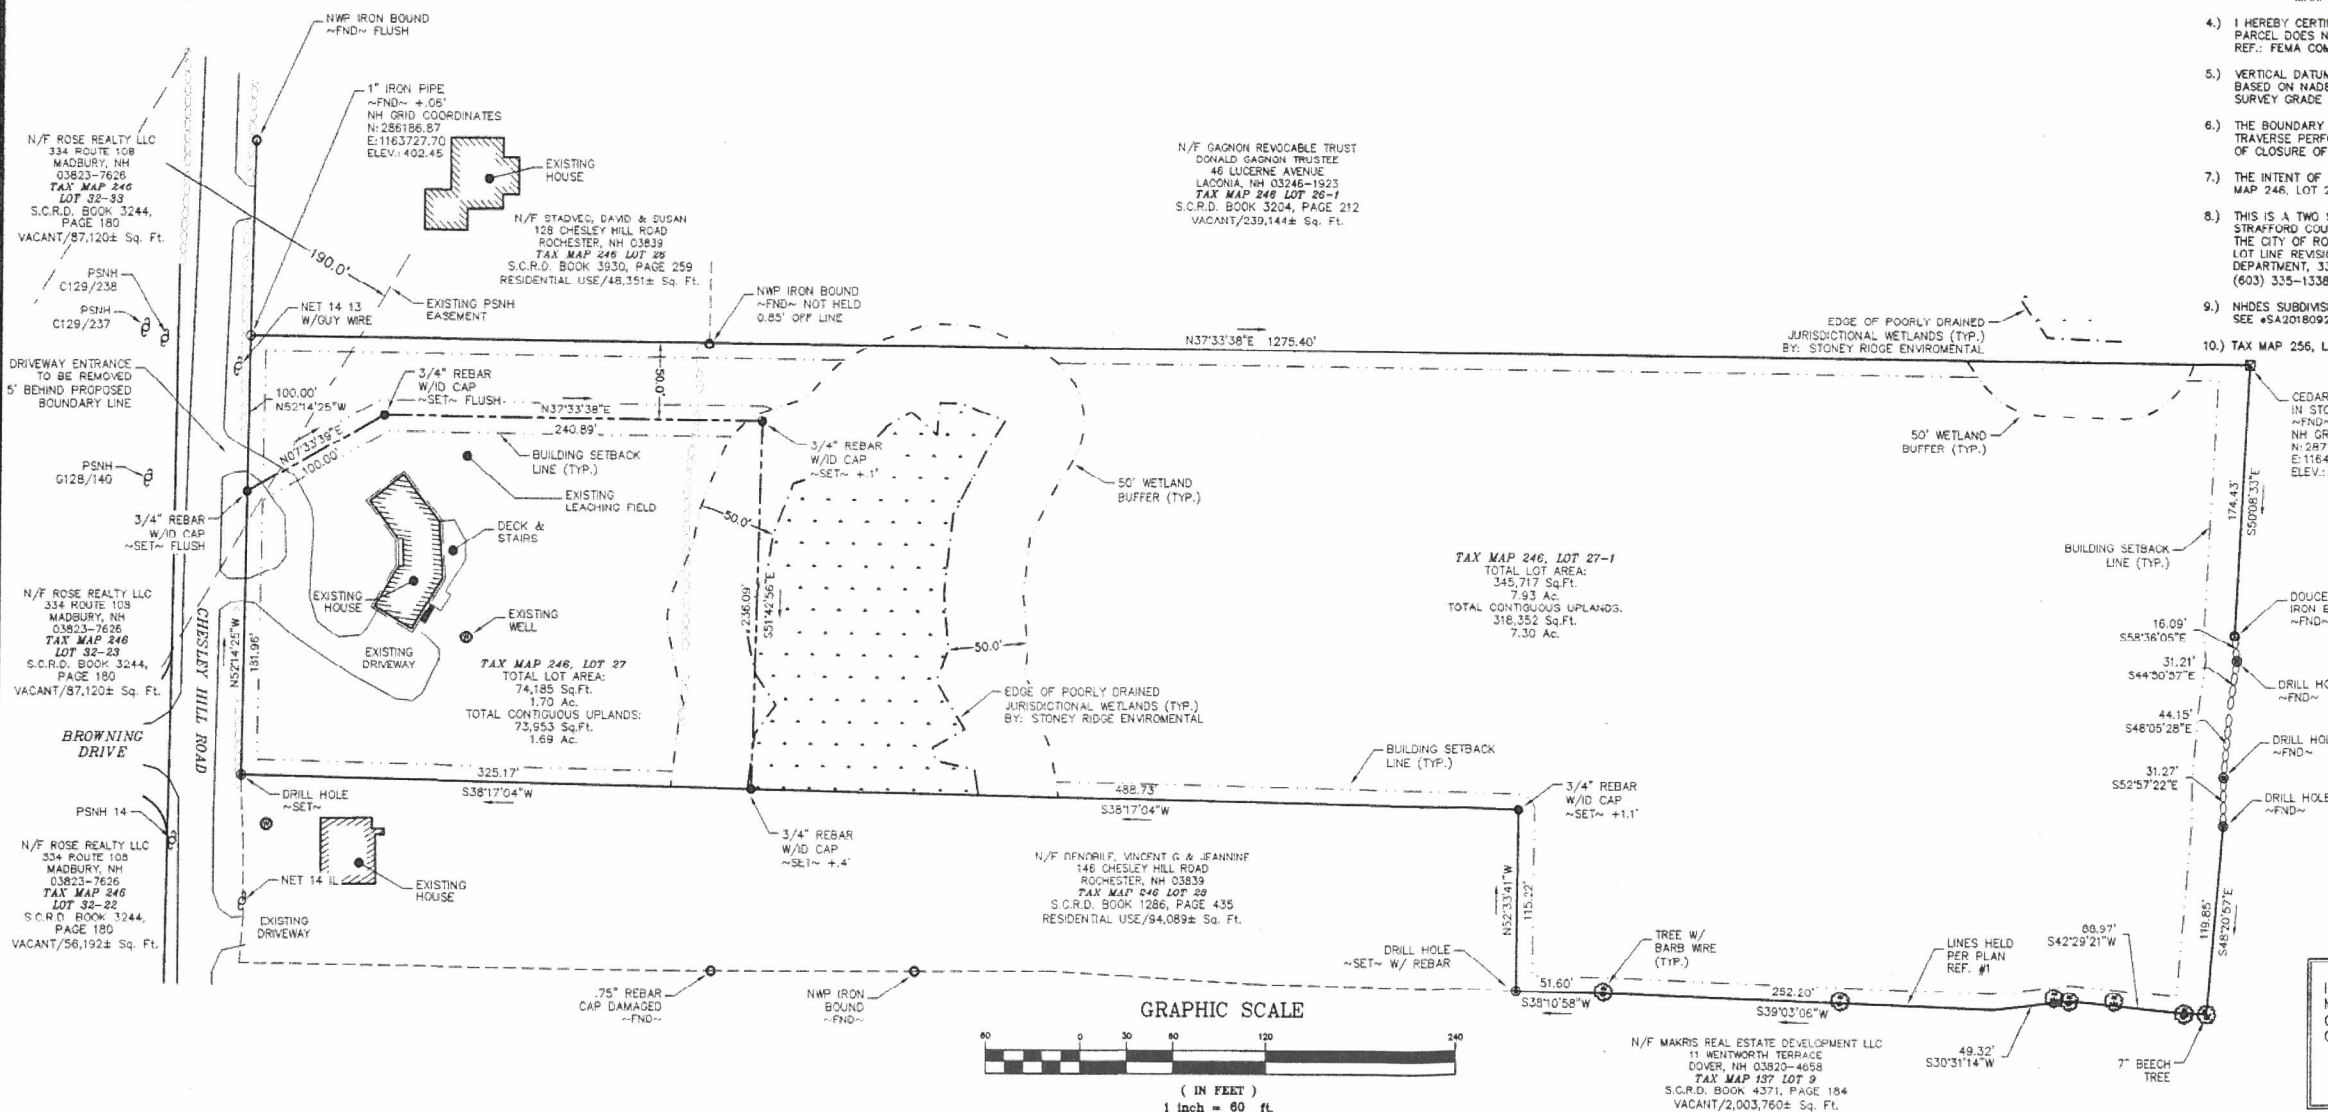 NWP IRON BOUND
~FND~ FLUSH
1" IRON PIPE
~FND~ +.06'
NH GRID COORDINATES
N: 286186.87
E: 1163727.70
ELEV.: 402.45
EXISTING
HOUSE
N/F ROSE REALTY LLC
334 ROUTE 108
MADBURY, NH
03823-7626
TAX MAP 246
LOT 32-33
S.C.R.D. BOOK 3244,
PAGE 180
VACANT/87,120± Sq. Ft.
N/F STADVEC, DAVID & SUSAN
128 CHESLEY HILL ROAD
ROCHESTER, NH 03839
TAX MAP 246 LOT 26
S.C.R.D. BOOK 3930, PAGE 259
RESIDENTIAL USE/48,351± Sq. Ft.
N/F GAGNON REVOCABLE TRUST
DONALD GAGNON TRUSTEE
46 LUCERNE AVENUE
LACONIA, NH 03246-1923
TAX MAP 246 LOT 26-1
S.C.R.D. BOOK 3204, PAGE 212
VACANT/239,144± Sq. Ft.
4.) I HEREBY CERTI
PARCEL DOES N
REF.: FEMA COM
5.) VERTICAL DATUM
BASED ON NAD8
SURVEY GRADE
6.) THE BOUNDARY
TRAVERSE PERF
OF CLOSURE OF
7.) THE INTENT OF
MAP 246, LOT 2
8.) THIS IS A TWO
STRAFFORD COU
THE CITY OF RO
LOT LINE REVISI
DEPARTMENT, 33
(603) 335-1338
9.) NHDES SUBDIVIS
SEE #SA2018092
10.) TAX MAP 256, L
190.0'
PSNH
C129/238
PSNH
C129/237
NET 14 13
W/GUY WIRE
EXISTING PSNH
EASEMENT
NWP IRON BOUND
~FND~ NOT HELD
0.85' OFF LINE
N37°33'38"E 1275.40'
EDGE OF POORLY DRAINED
JURISDICTIONAL WETLANDS (TYP.)
BY: STONEY RIDGE ENVIROMENTAL
DRIVEWAY ENTRANCE
TO BE REMOVED
5' BEHIND PROPOSED
BOUNDARY LINE
100.00'
N52°14'25"W
3/4" REBAR
W/ID CAP
~SET~ FLUSH
50.0'
N37°33'38"E
240.89'
N07°33'39"E
100.00'
BUILDING SETBACK
LINE (TYP.)
3/4" REBAR
W/ID CAP
~SET~ +.1'
50' WETLAND
BUFFER (TYP.)
CEDAR
IN STO
~FND~
NH GR
N: 287
E: 1164
ELEV.:
PSNH
G128/140
3/4" REBAR
W/ID CAP
~SET~ FLUSH
EXISTING
LEACHING FIELD
DECK &
STAIRS
50.0'
50' WETLAND
BUFFER (TYP.)
174.43'
S50°08'33"E
BUILDING SETBACK
LINE (TYP.)
TAX MAP 246, LOT 27-1
TOTAL LOT AREA:
345,717 Sq.Ft.
7.93 Ac.
TOTAL CONTIGUOUS UPLANDS:
318,352 Sq.Ft.
7.30 Ac.
N/F ROSE REALTY LLC
334 ROUTE 108
MADBURY, NH
03823-7626
TAX MAP 246
LOT 32-23
S.C.R.D. BOOK 3244,
PAGE 180
VACANT/87,120± Sq. Ft.
CHESLEY HILL ROAD
N52°14'25"W
181.96'
EXISTING
HOUSE
EXISTING
WELL
EXISTING
DRIVEWAY
236.09'
S51°42'56"E
TAX MAP 246, LOT 27
TOTAL LOT AREA:
74,185 Sq.Ft.
1.70 Ac.
TOTAL CONTIGUOUS UPLANDS:
73,953 Sq.Ft.
1.69 Ac.
50.0'
EDGE OF POORLY DRAINED
JURISDICTIONAL WETLANDS (TYP.)
BY: STONEY RIDGE ENVIROMENTAL
DOUCE
IRON B
~FND~
16.09'
S58°36'05"E
31.21'
S44°50'57"E
DRILL HO
~FND~
44.15'
S48°05'28"E
DRILL HOL
~FND~
31.27'
S52°57'22"E
DRILL HOLE
~FND~
BROWNING
DRIVE
PSNH 14
325.17'
S38°17'04"W
DRILL HOLE
~SET~
488.73'
S38°17'04"W
BUILDING SETBACK
LINE (TYP.)
3/4" REBAR
W/ID CAP
~SET~ +1.1'
3/4" REBAR
W/ID CAP
~SET~ +.4'
N/F ROSE REALTY LLC
334 ROUTE 108
MADBURY, NH
03823-7626
TAX MAP 246
LOT 32-22
S.C.R.D. BOOK 3244,
PAGE 180
VACANT/56,192± Sq. Ft.
NET 14 IL
EXISTING
HOUSE
EXISTING
DRIVEWAY
N/F DENOBILE, VINCENT G & JEANNINE
146 CHESLEY HILL ROAD
ROCHESTER, NH 03839
TAX MAP 246 LOT 28
S.C.R.D. BOOK 1286, PAGE 435
RESIDENTIAL USE/94,089± Sq. Ft.
N52°33'41"W
115.22'
DRILL HOLE
~SET~ W/ REBAR
TREE W/
BARB WIRE
(TYP.)
LINES HELD
PER PLAN
REF. #1
88.97'
S42°29'21"W
119.85'
S48°20'57"E
.75" REBAR
CAP DAMAGED
~FND~
NWP IRON
BOUND
~FND~
51.60'
S38°10'58"W
252.20'
S39°03'06"W
49.32'
S30°31'14"W
7" BEECH
TREE
GRAPHIC SCALE
60 0 30 60 120 240
( IN FEET )
1 inch = 60 ft.
N/F MAKRIS REAL ESTATE DEVELOPMENT LLC
11 WENTWORTH TERRACE
DOVER, NH 03820-4658
TAX MAP 137 LOT 9
S.C.R.D. BOOK 4371, PAGE 184
VACANT/2,003,760± Sq. Ft.